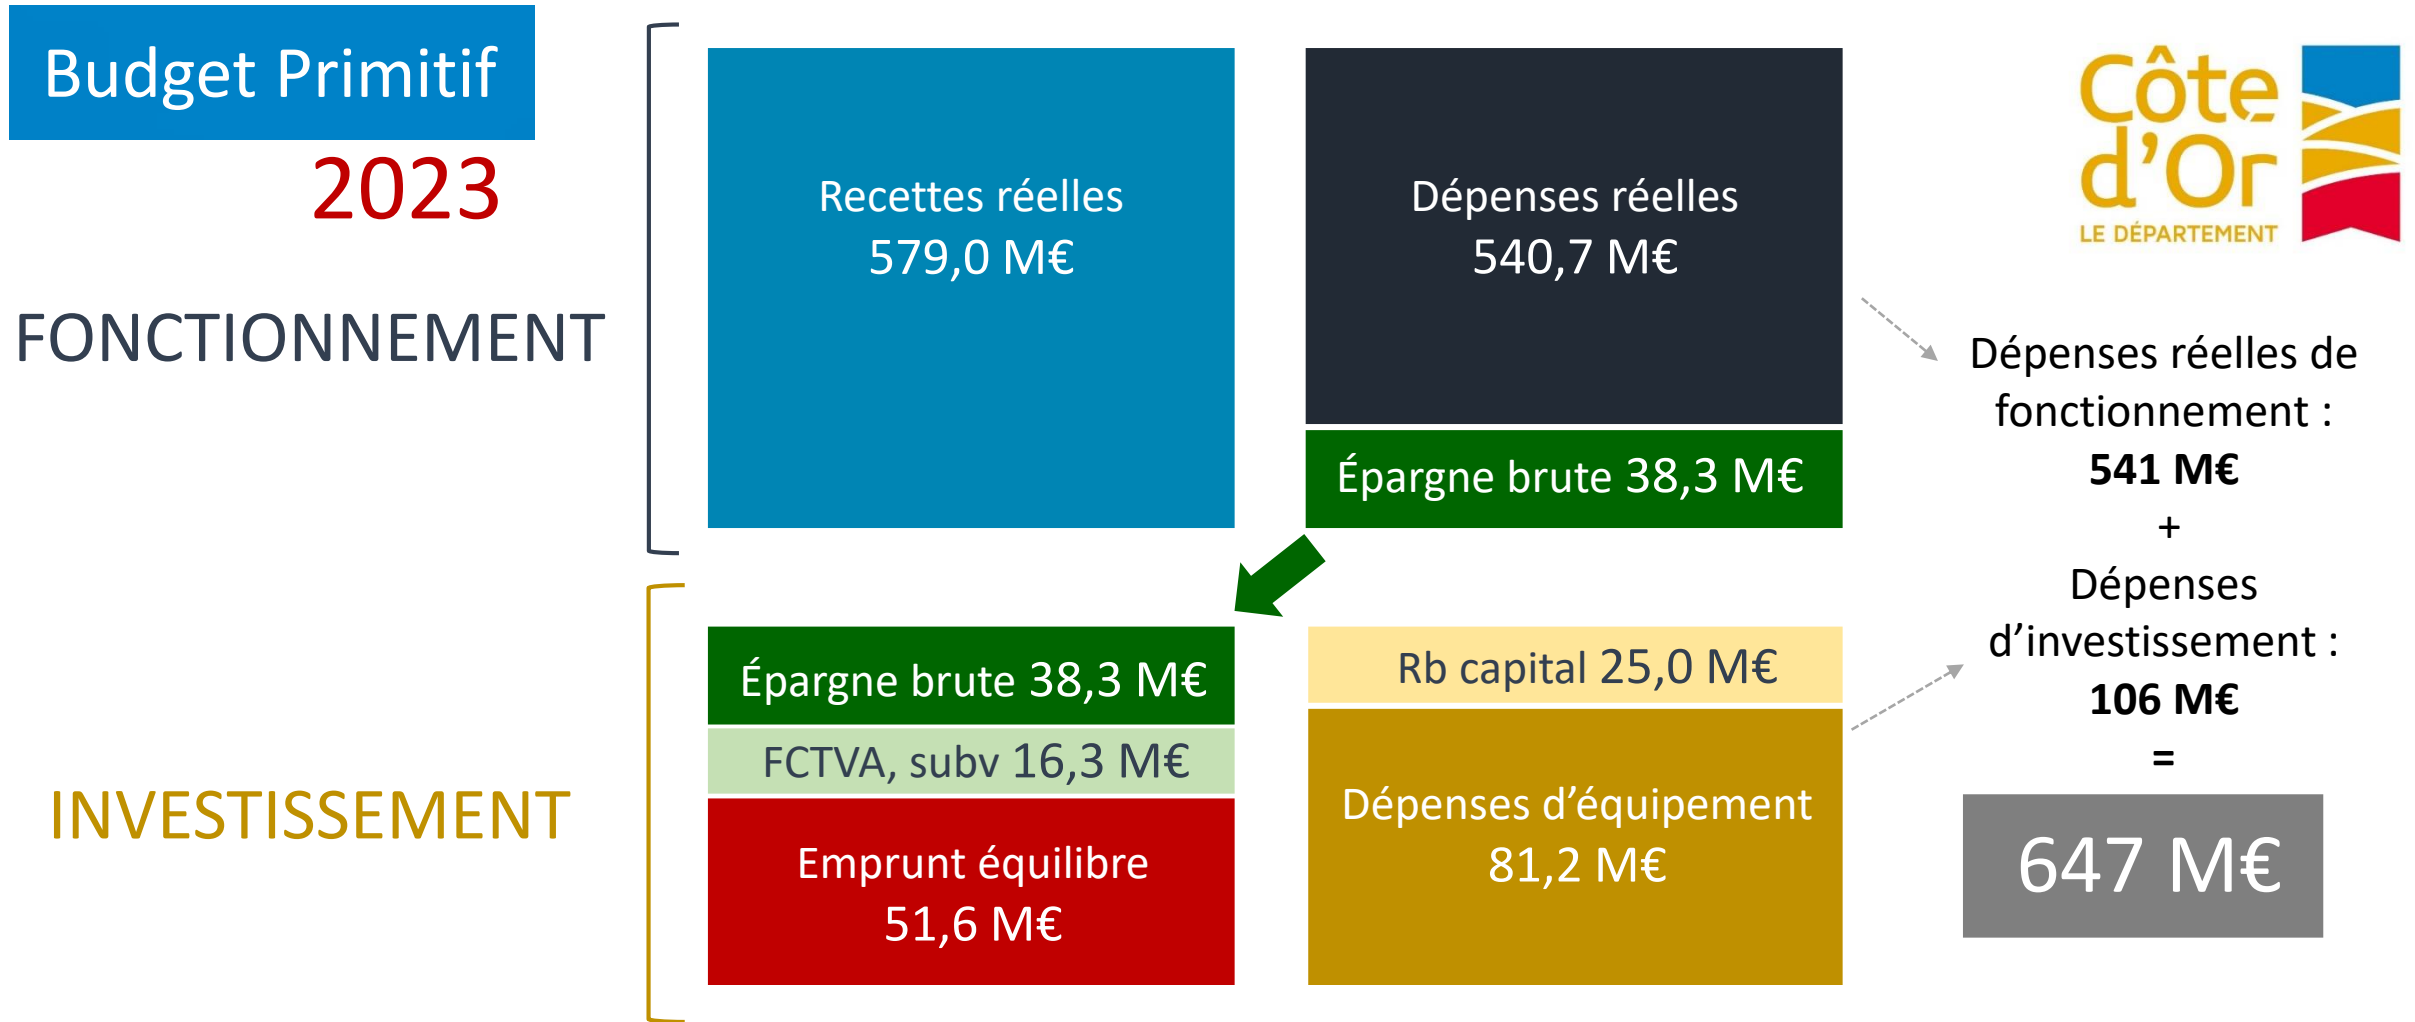 Budget Primitif
2023
FONCTIONNEMENT
Recettes réelles
579,0 M€
Dépenses réelles
540,7 M€
Épargne brute 38,3 M€
Côte
d'Or
LE DÉPARTEMENT
Dépenses réelles de
fonctionnement :
541 M€
+
Dépenses
d’investissement :
106 M€
=
647 M€
INVESTISSEMENT
Épargne brute 38,3 M€
FCTVA, subv 16,3 M€
Emprunt équilibre
51,6 M€
Rb capital 25,0 M€
Dépenses d’équipement
81,2 M€